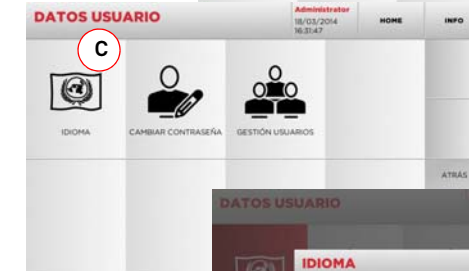 DATOS USUARIO
Administrator
18/03/2014
16:31:47
HOME
INFO
C
IDIOMA
CAMBIAR CONTRASEÑA
GESTIÓN USUARIOS
ATRÁS
DATOS USUARIO
IDIOMA